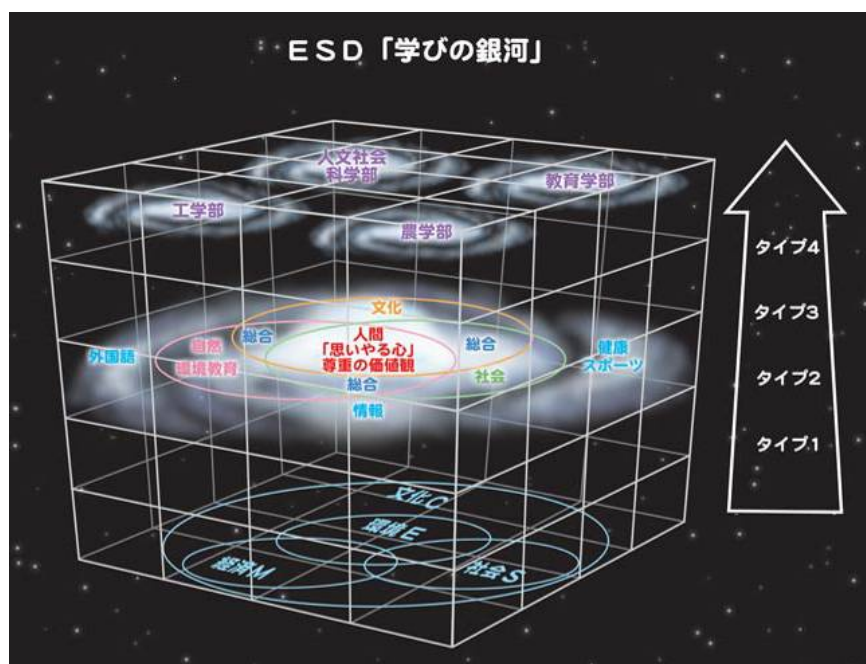 ESD「学びの銀河」
人文社会
科学部
教育学部
工学部
農学部
タイプ4
文化
タイプ3
総合
人間
総合
自然
「思いやる心」
健康
外国語
環境教育
尊重の価値観
スポーツ
社会
タイプ2
総合
情報
タイプ1
文化C
環境E
経済M
社会S